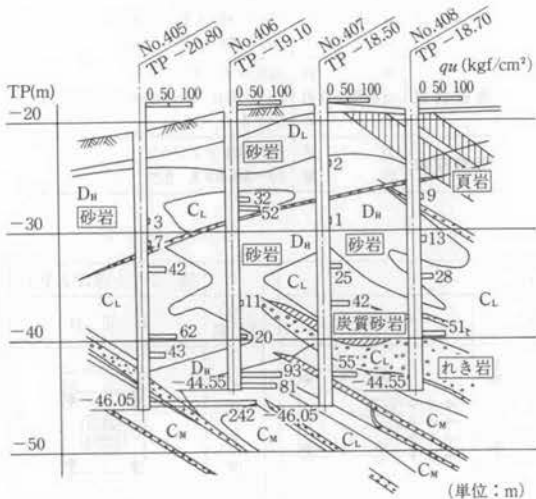 No.405
TP −20.80
No.406
TP −19.10
No.407
TP −18.50
No.408
TP −18.70
TP(m)
0 50 100
0 50 100
0 50 100
0 50 100
qu (kgf/cm²)
−20
DL
砂岩
2
頁岩
DH
砂岩
CL
32
52
9
3
1
DH
−30
7
DH
砂岩
砂岩
13
42
25
28
CL
CL
11
42
62
20
炭質砂岩
51
−40
43
CL
れき岩
DH
93
55
−44.55
81
−44.55
−46.05
242
−46.05
CM
CM
CL
CM
−50
CM
(単位:m)